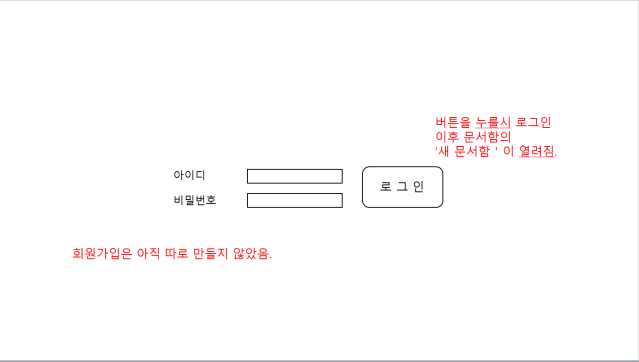 버튼을 누를시 로그인
이후 문서함의
'새 문서함 ' 이 열려짐.
아이디
로 그 인
비밀번호
회원가입은 아직 따로 만들지 않았음.